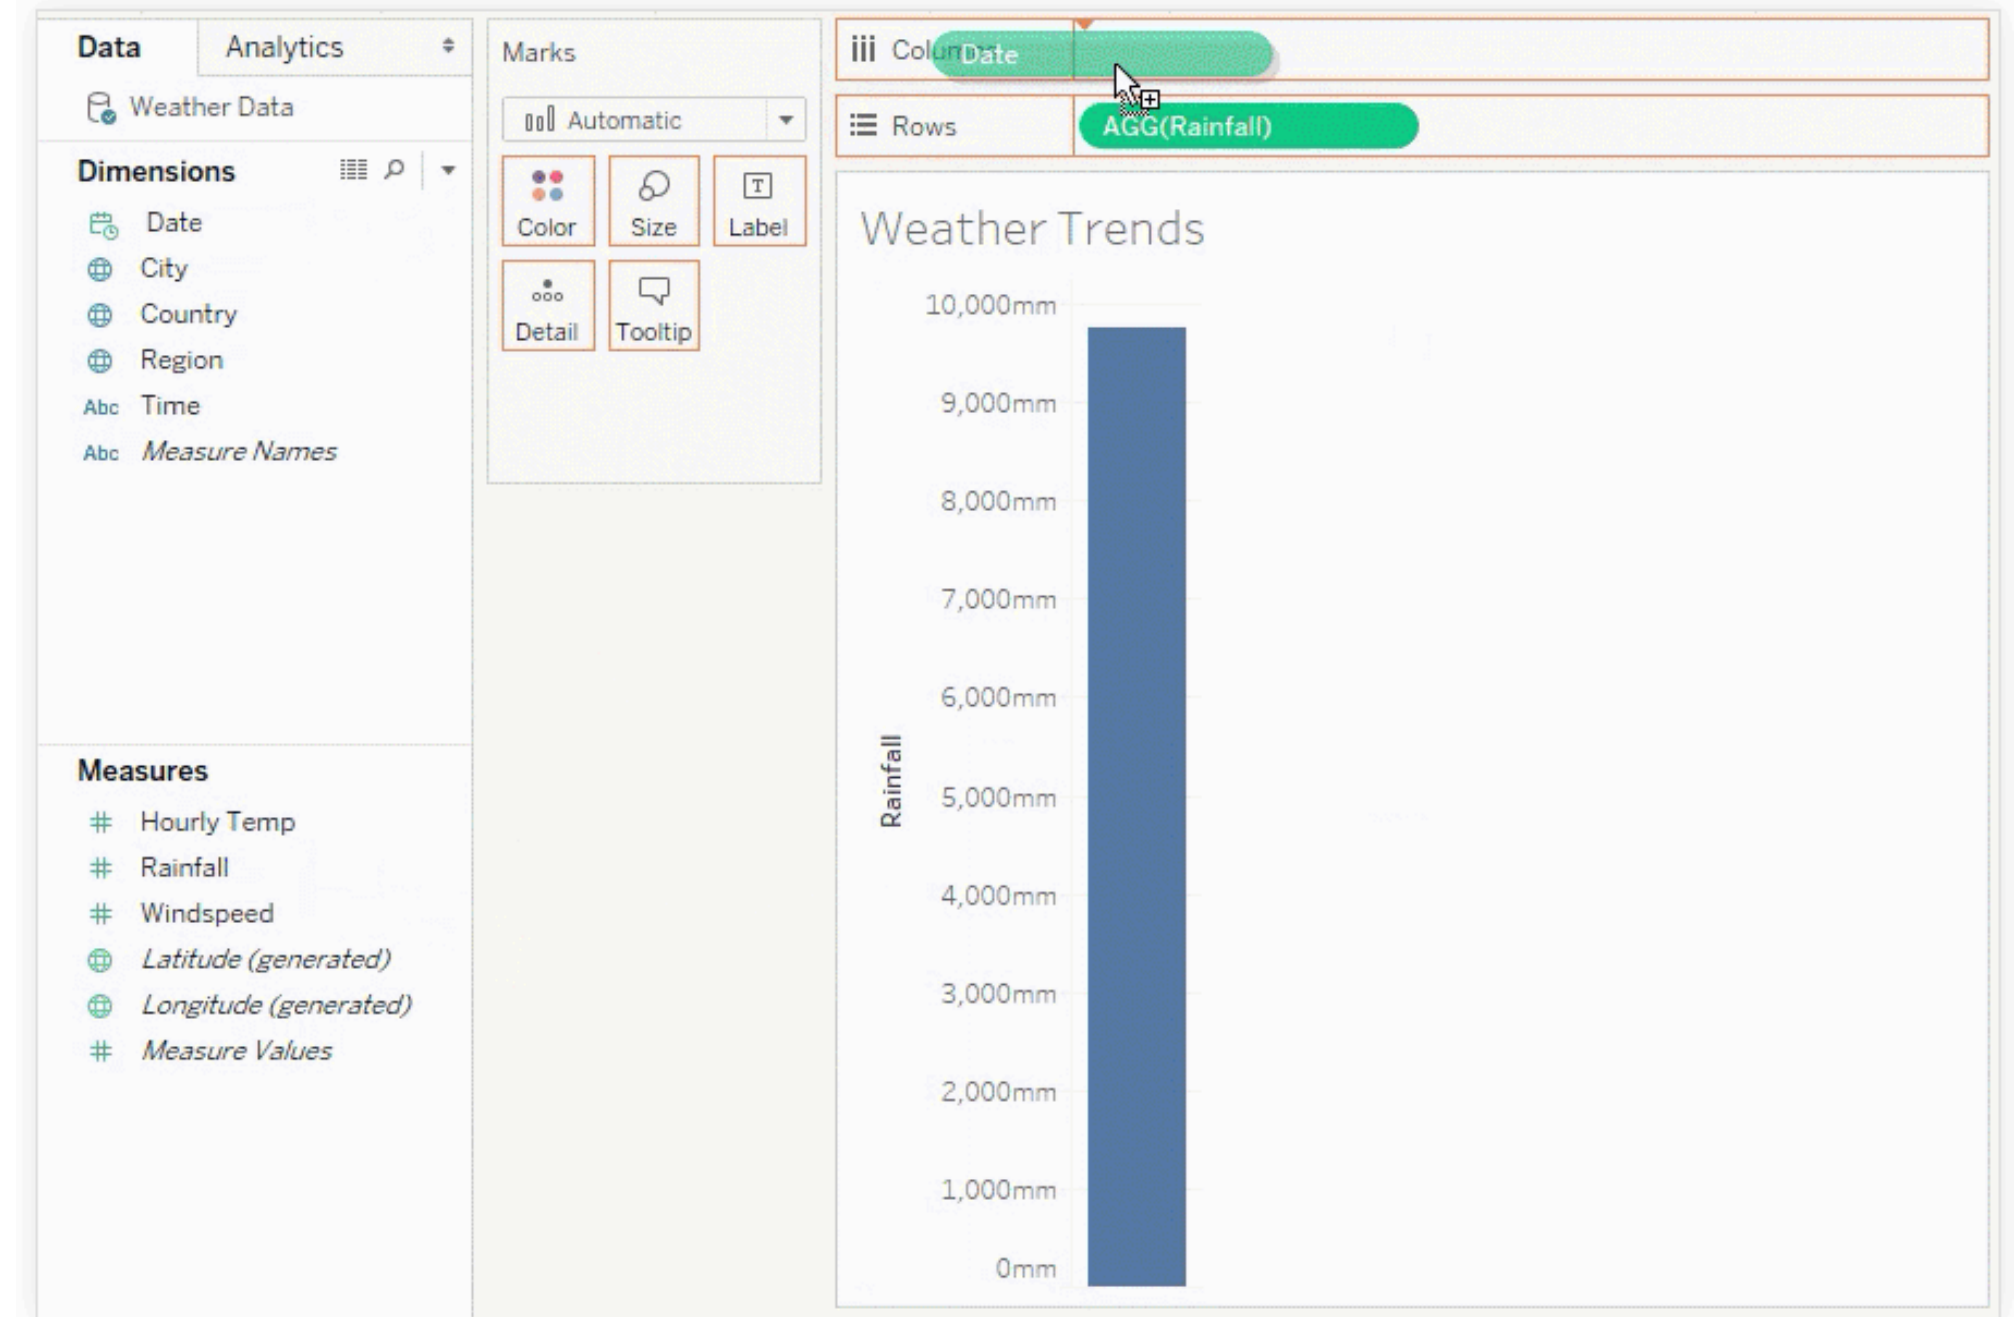 Data
Analytics
Weather Data
Dimensions
Date
City
Country
Region
Abc Time
Abc Measure Names
Measures
Hourly Temp
Rainfall
Windspeed
Latitude (generated)
Longitude (generated)
Measure Values
Marks
Automatic
Color
Size
T
Label
Detail
Tooltip
Columns
Date
Rows
AGG(Rainfall)
Weather Trends
10,000mm
9,000mm
8,000mm
7,000mm
6,000mm
5,000mm
4,000mm
3,000mm
2,000mm
1,000mm
0mm
Rainfall